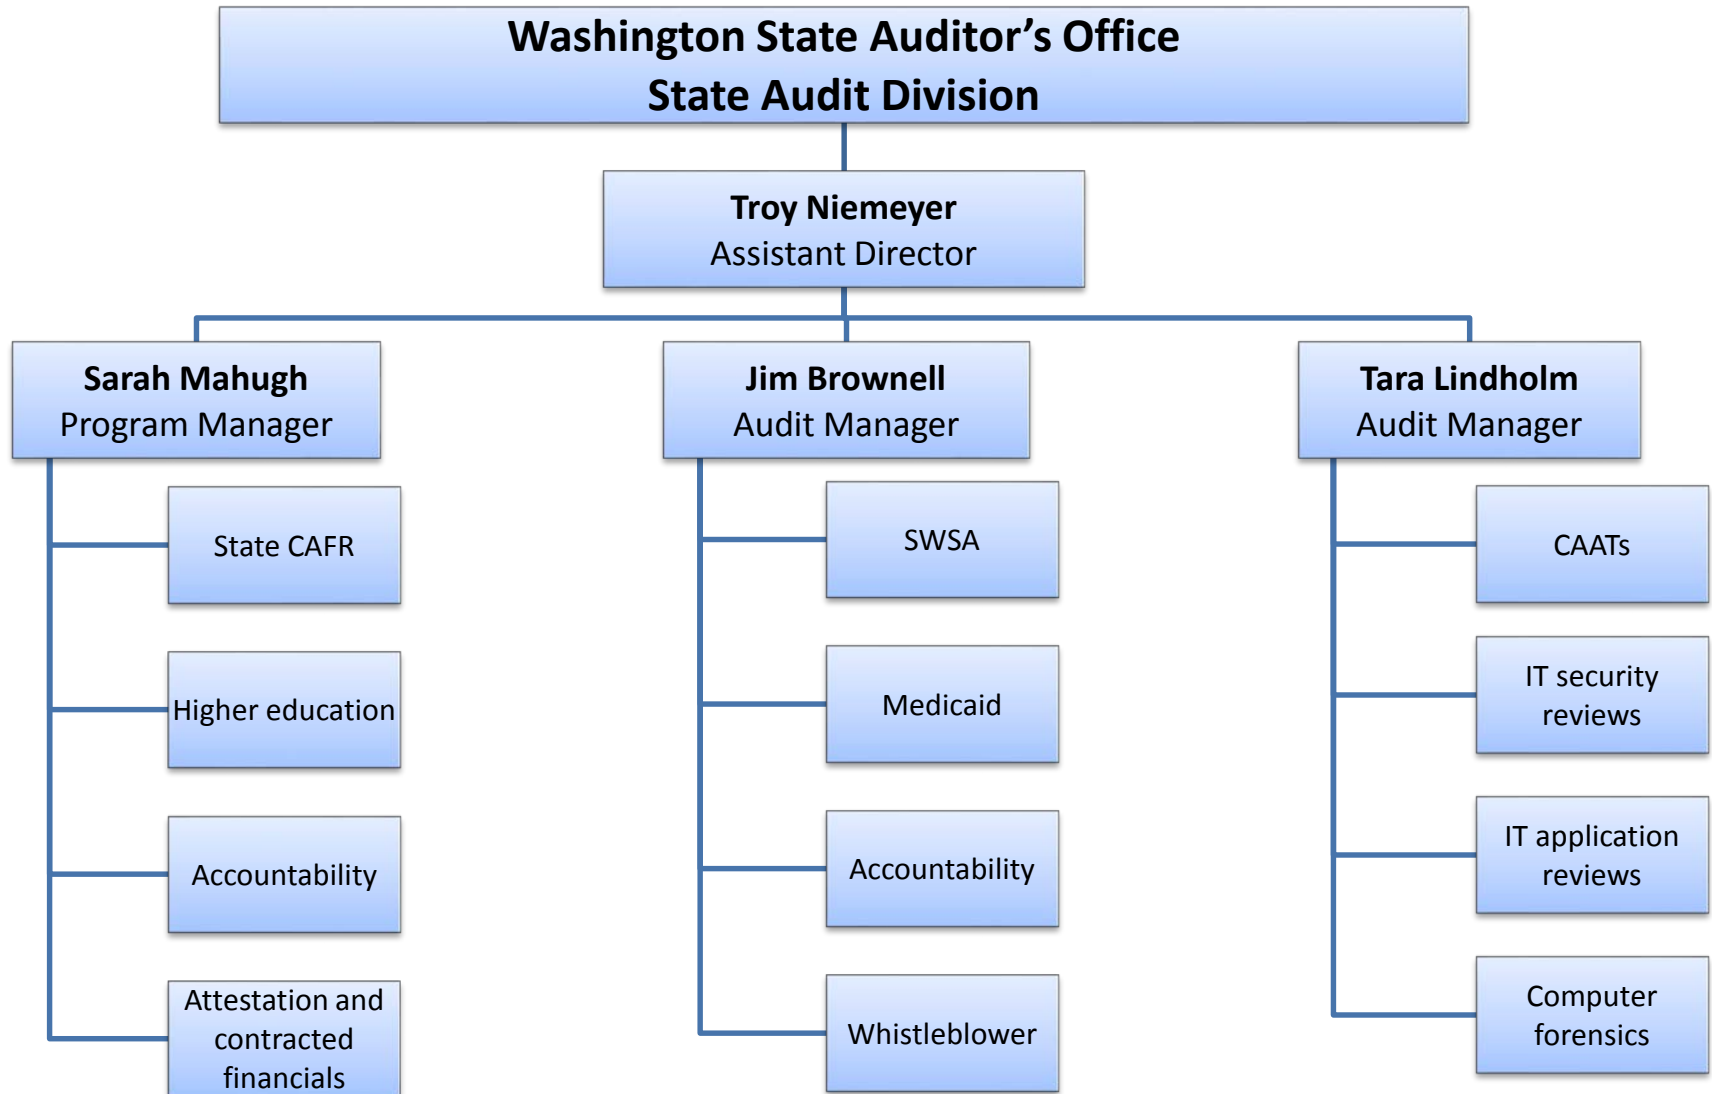 Washington State Auditor’s Office
State Audit Division
Troy Niemeyer
Assistant Director
Sarah Mahugh
Program Manager
State CAFR
Higher education
Accountability
Attestation and
contracted
financials
Jim Brownell
Audit Manager
SWSA
Medicaid
Accountability
Whistleblower
Tara Lindholm
Audit Manager
CAATs
IT security
reviews
IT application
reviews
Computer
forensics